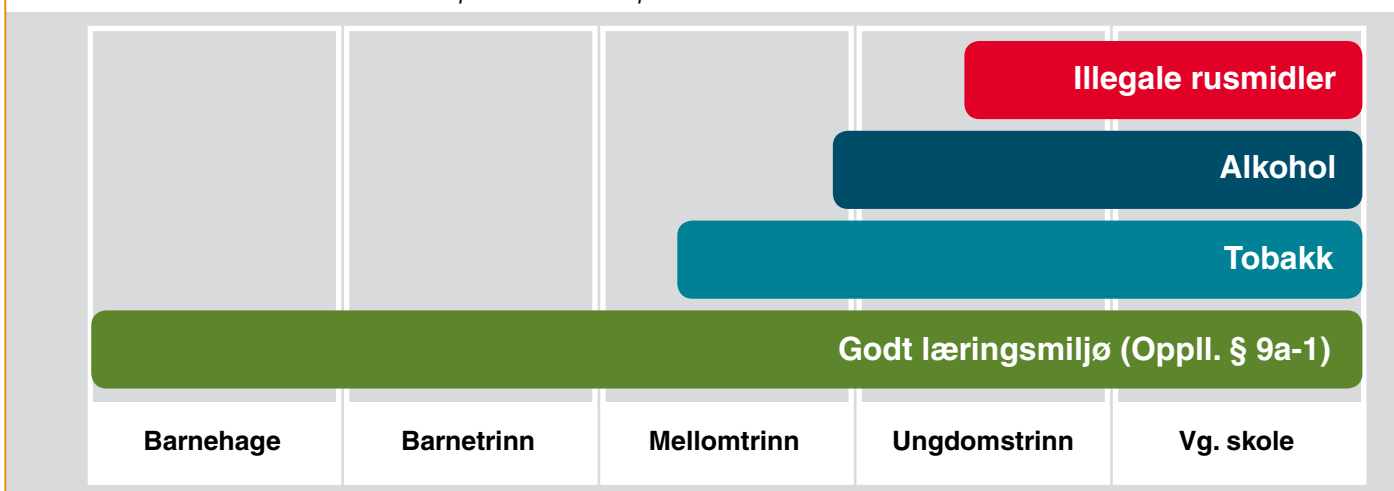 Illegale rusmidler
Alkohol
Tobakk
Godt læringsmiljø (Oppll. § 9a-1)
Barnehage Barnetrinn Mellomtrinn Ungdomstrinn Vg. skole